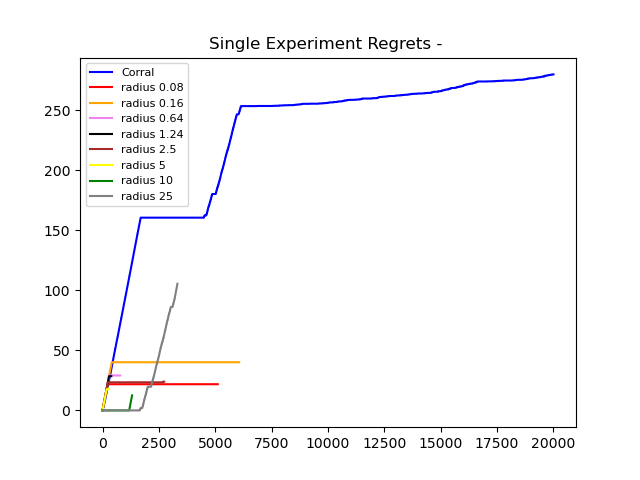 Single Experiment Regrets -
Corral
radius 0.08
radius 0.16
radius 0.64
radius 1.24
radius 2.5
radius 5
radius 10
radius 25
250
200
150
100
50
0
0 2500 5000 7500 10000 12500 15000 17500 20000